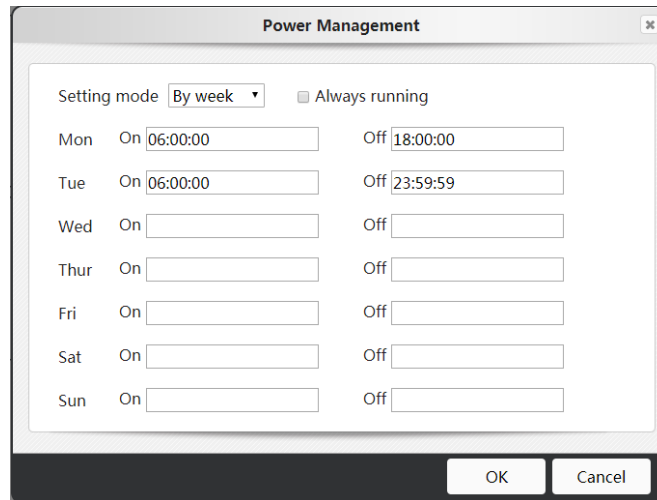 Power Management
Setting mode By week Always running
Mon On 06:00:00 Off 18:00:00
Tue On 06:00:00 Off 23:59:59
Wed On Off
Thur On Off
Fri On Off
Sat On Off
Sun On Off
OK Cancel